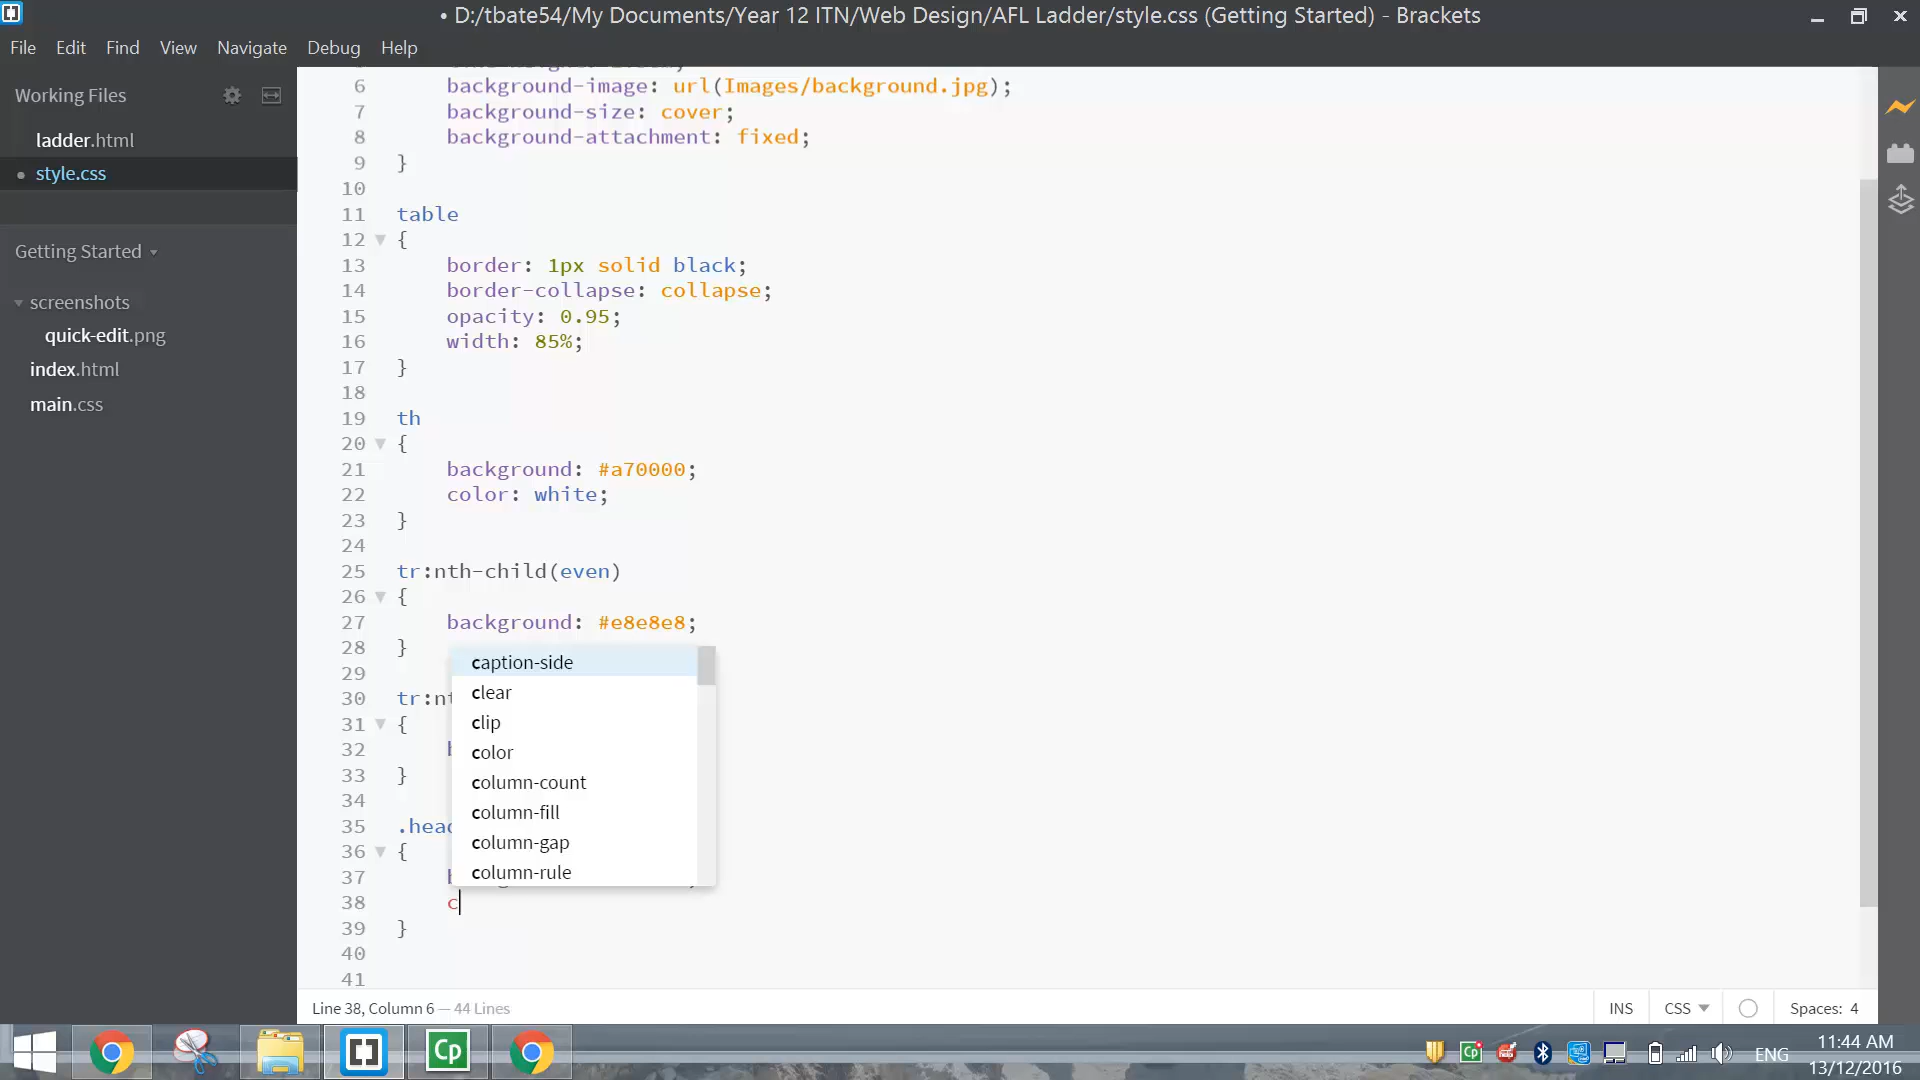 • D:/tbate54/My Documents/Year 12 ITN/Web Design/AFL Ladder/style.css (Getting Started) - Brackets
File Edit Find View Navigate Debug Help
Working Files
ladder.html
style.css
Getting Started
screenshots
quick-edit.png
index.html
main.css
6 background-image: url(Images/background.jpg);
7 background-size: cover;
8 background-attachment: fixed;
9 }
10
11 table
12 {
13 border: 1px solid black;
14 border-collapse: collapse;
15 opacity: 0.95;
16 width: 85%;
17 }
18
19 th
20 {
21 background: #a70000;
22 color: white;
23 }
24
25 tr:nth-child(even)
26 {
27 background: #e8e8e8;
28 }
29
30 tr:nt
31 {
32 b
33 }
34
35 .head
36 {
37 b
38 c
39 }
40
41
caption-side
clear
clip
color
column-count
column-fill
column-gap
column-rule
Line 38, Column 6 — 44 Lines
INS CSS Spaces: 4
Cp
Cp
ENG
11:44 AM
13/12/2016